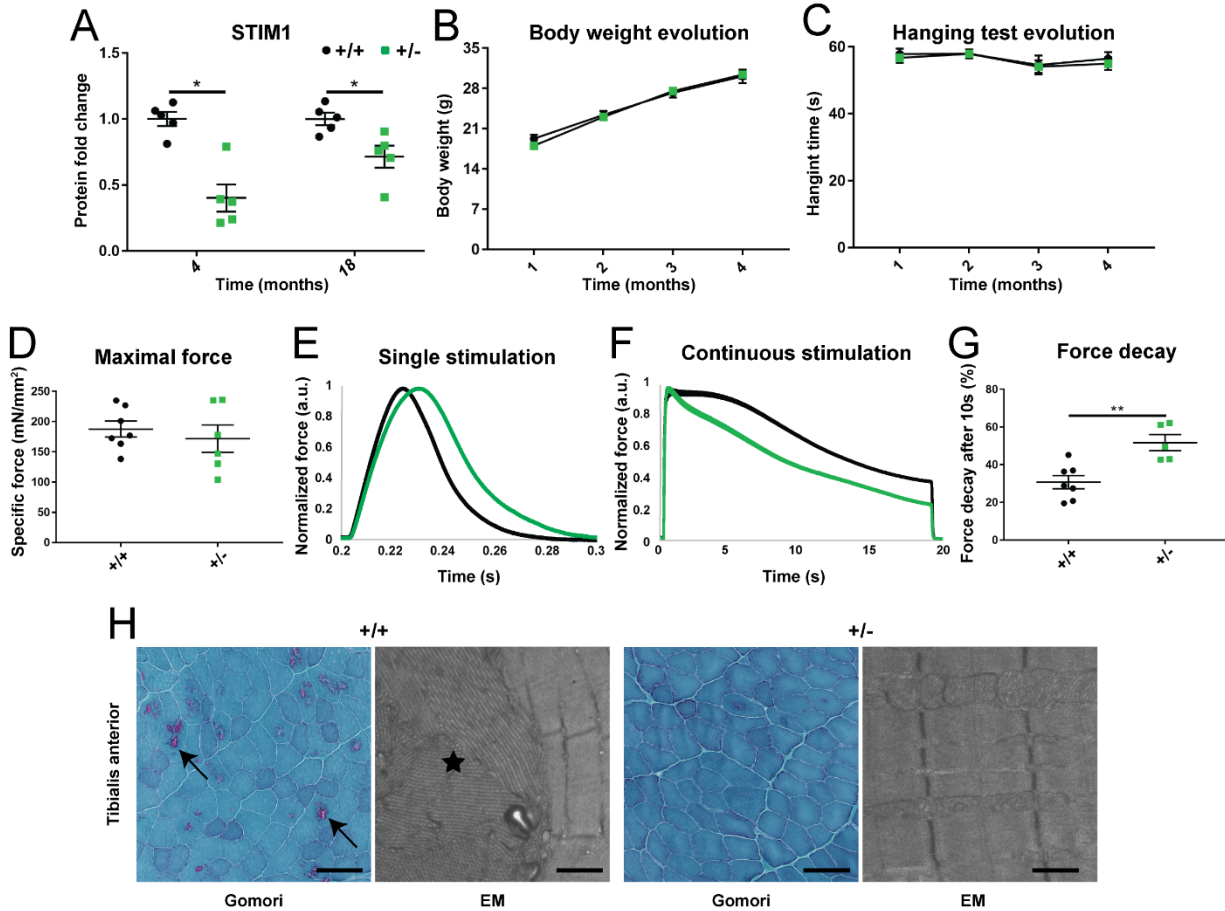 A
STIM1
+/+ +/-
* *
Protein fold change
1.5
1.0
0.5
0.0
4 18
Time (months)
B
Body weight evolution
Body weight (g)
36
29
21
14
7
0
1 2 3 4
Time (months)
C
Hanging test evolution
Hangint time (s)
60
40
20
0
1 2 3 4
Time (months)
D
Maximal force
Specific force (mN/mm²)
250
200
150
100
50
0
+/+ +/-
E
Single stimulation
Normalized force (a.u.)
1
0.8
0.6
0.4
0.2
0
0.2 0.22 0.24 0.26 0.28 0.3
Time (s)
F
Continuous stimulation
Normalized force (a.u.)
1
0.8
0.6
0.4
0.2
0
0 5 10 15 20
Time (s)
G
Force decay
**
Force decay after 10s (%)
80
60
40
20
0
+/+ +/-
H
+/+ +/-
Tibialis anterior
Gomori EM Gomori EM